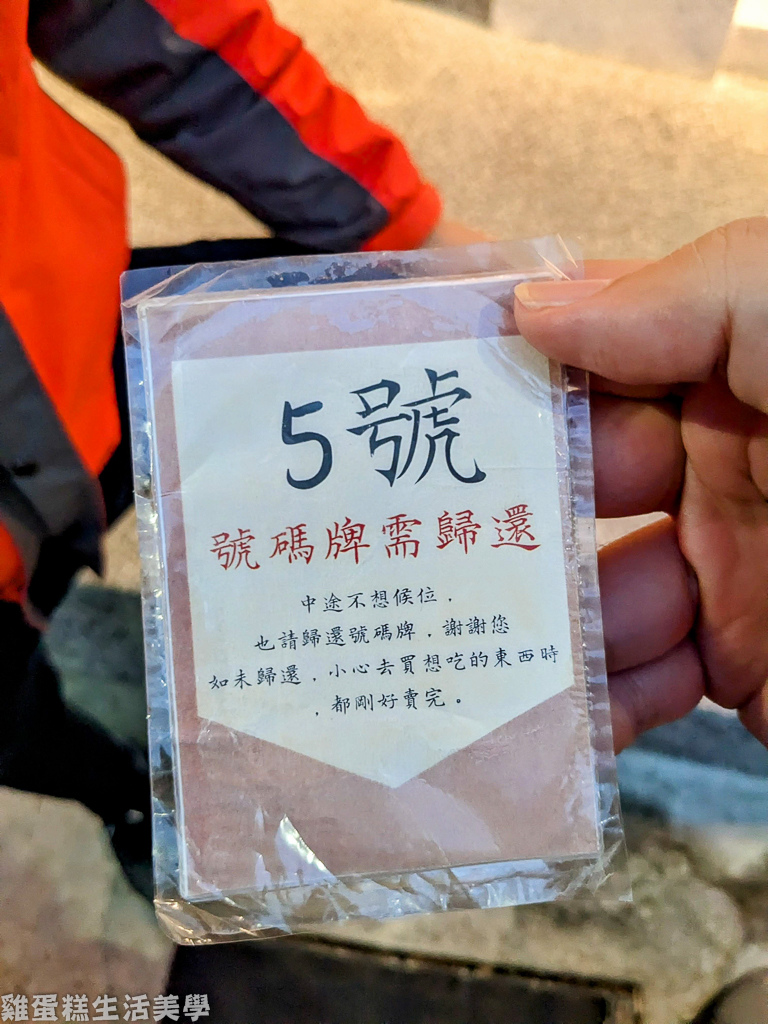 5號
號碼牌需歸還
中途不想候位，
也請歸還號碼牌，謝謝您
如未歸還，小心去買想吃的東西時
，都剛好賣完。
雞蛋糕生活美學